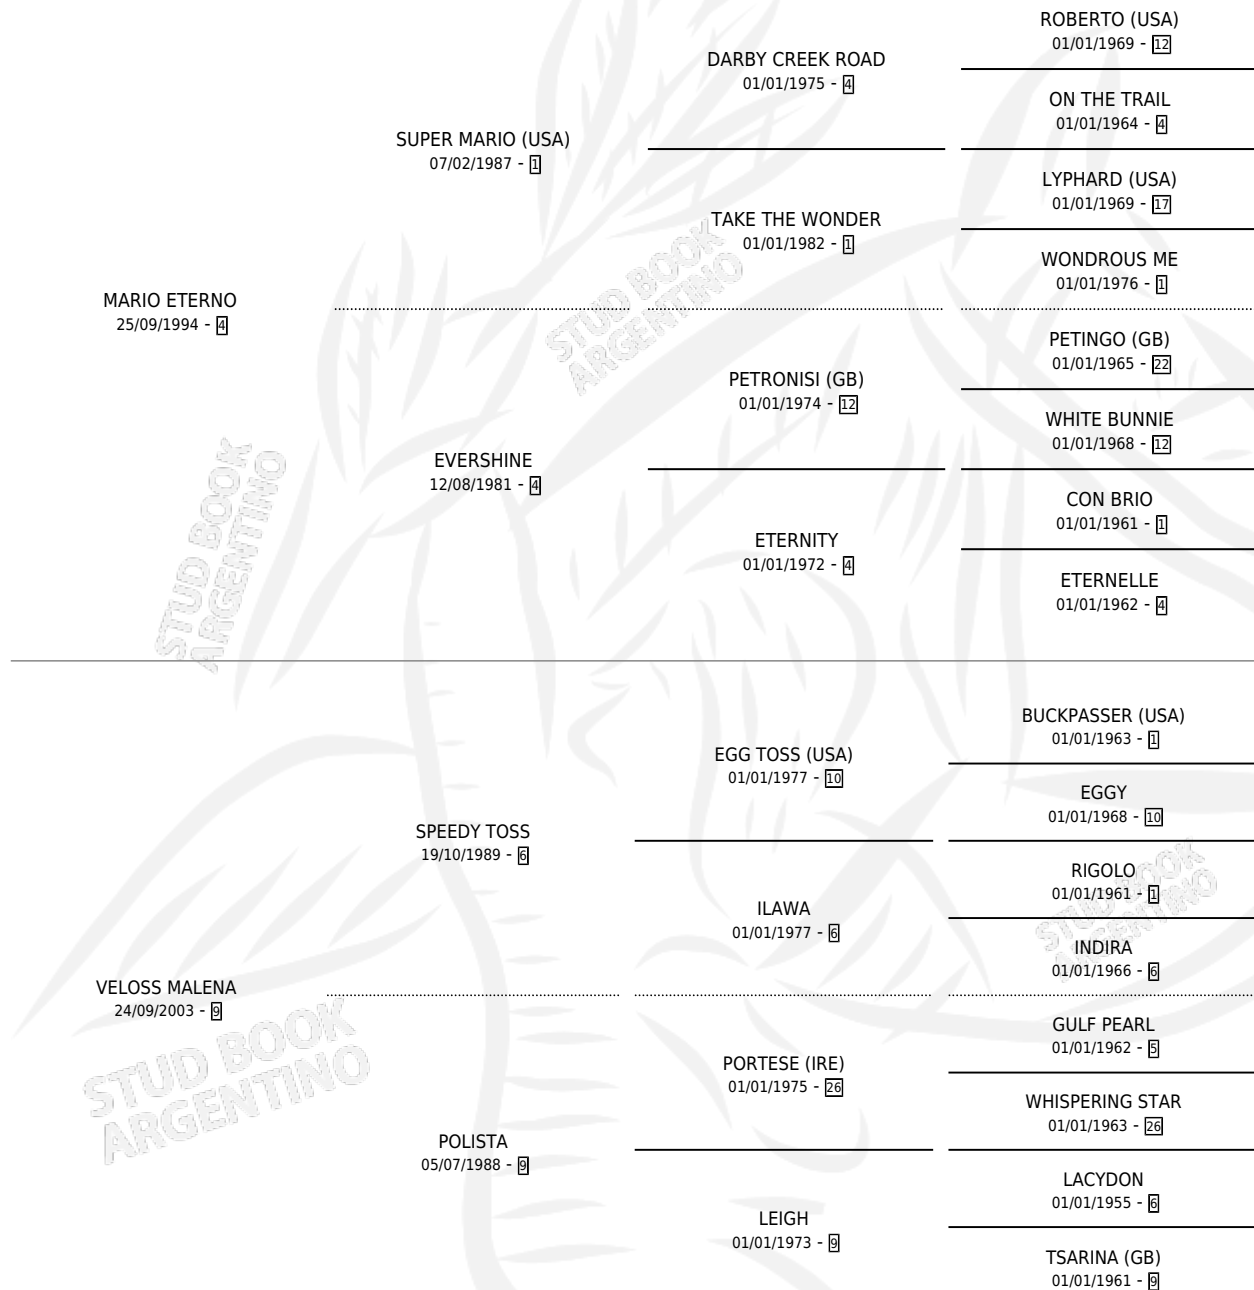 ROBERTO (USA)
01/01/1969 - 12
DARBY CREEK ROAD
01/01/1975 - 4
ON THE TRAIL
01/01/1964 - 4
SUPER MARIO (USA)
07/02/1987 - 1
LYPHARD (USA)
01/01/1969 - 17
TAKE THE WONDER
01/01/1982 - 1
WONDROUS ME
01/01/1976 - 1
MARIO ETERNO
25/09/1994 - 4
STUD BOOK
ARGENTINO
PETINGO (GB)
01/01/1965 - 22
PETRONISI (GB)
01/01/1974 - 12
WHITE BUNNIE
01/01/1968 - 12
EVERSHINE
12/08/1981 - 4
CON BRIO
01/01/1961 - 1
ETERNITY
01/01/1972 - 4
ETERNELLE
01/01/1962 - 4
STUD BOOK
ARGENTINO
BUCKPASSER (USA)
01/01/1963 - 1
EGG TOSS (USA)
01/01/1977 - 10
EGGY
01/01/1968 - 10
SPEEDY TOSS
19/10/1989 - 6
RIGOLO
01/01/1961 - 1
ILAWA
01/01/1977 - 6
INDIRA
01/01/1966 - 6
STUD BOOK
ARGENTINO
VELOSS MALENA
24/09/2003 - 9
GULF PEARL
01/01/1962 - 5
PORTESE (IRE)
01/01/1975 - 26
WHISPERING STAR
01/01/1963 - 26
STUD BOOK
ARGENTINO
POLISTA
05/07/1988 - 9
LACYDON
01/01/1955 - 6
LEIGH
01/01/1973 - 9
TSARINA (GB)
01/01/1961 - 9